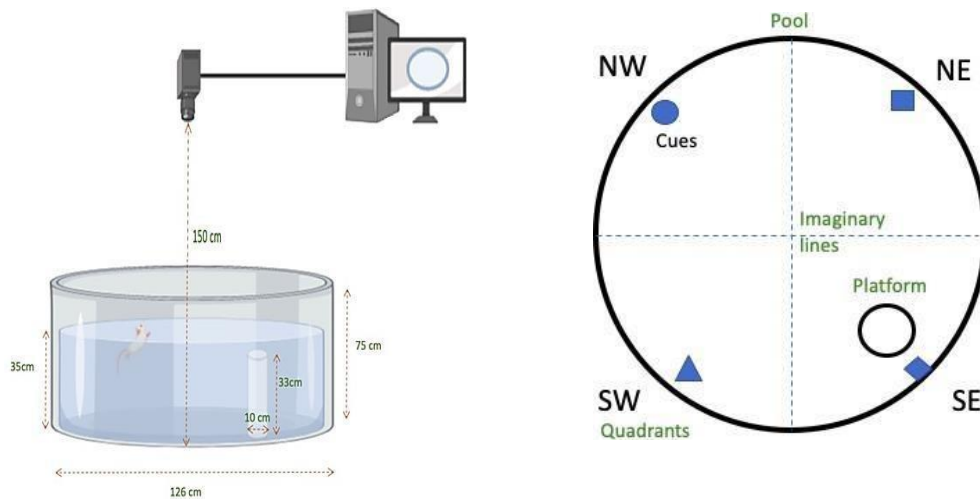 150 cm
35cm
75 cm
33cm
10 cm
126 cm
Pool
NW
NE
Cues
Imaginary
lines
Platform
SW
SE
Quadrants